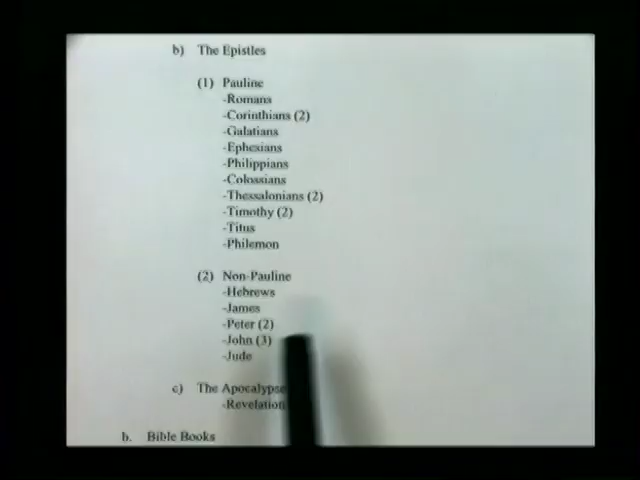 b) The Epistles
(1) Pauline
-Romans
-Corinthians (2)
-Galatians
-Ephesians
-Philippians
-Colossians
-Thessalonians (2)
-Timothy (2)
-Titus
-Philemon
(2) Non-Pauline
-Hebrews
-James
-Peter (2)
-John (3)
-Jude
c) The Apocalypse
-Revelation
b. Bible Books